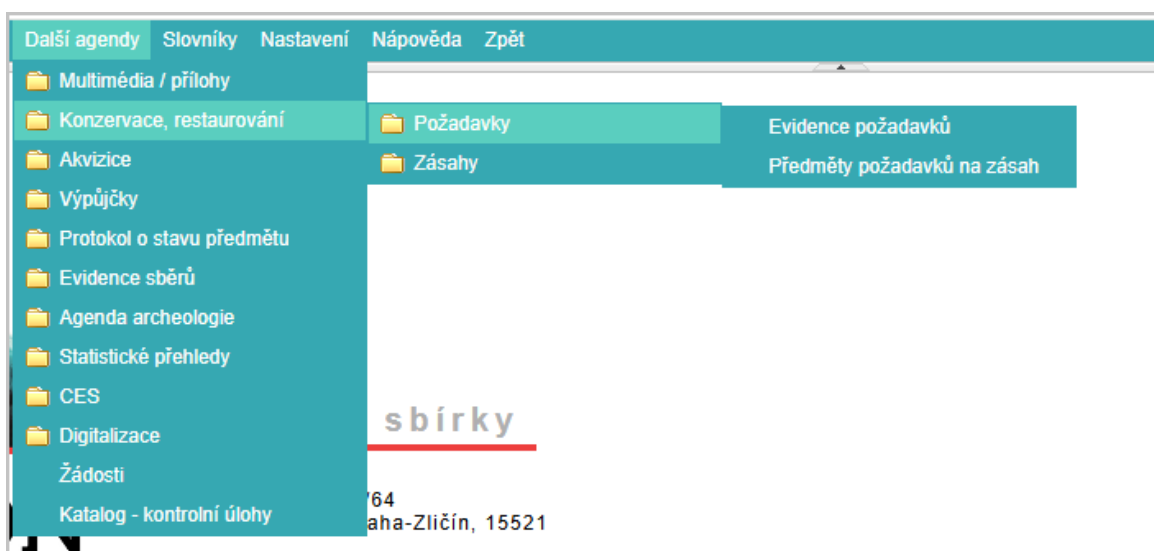 Další agendy Slovníky Nastavení Nápověda Zpět
Multimédia / přílohy
Konzervace, restaurování
Akvizice
Výpůjčky
Protokol o stavu předmětu
Evidence sběrů
Agenda archeologie
Statistické přehledy
CES
Digitalizace
Žádosti
Katalog - kontrolní úlohy
Požadavky
Zásahy
Evidence požadavků
Předměty požadavků na zásah
sbírky
/64
aha-Zličín, 15521